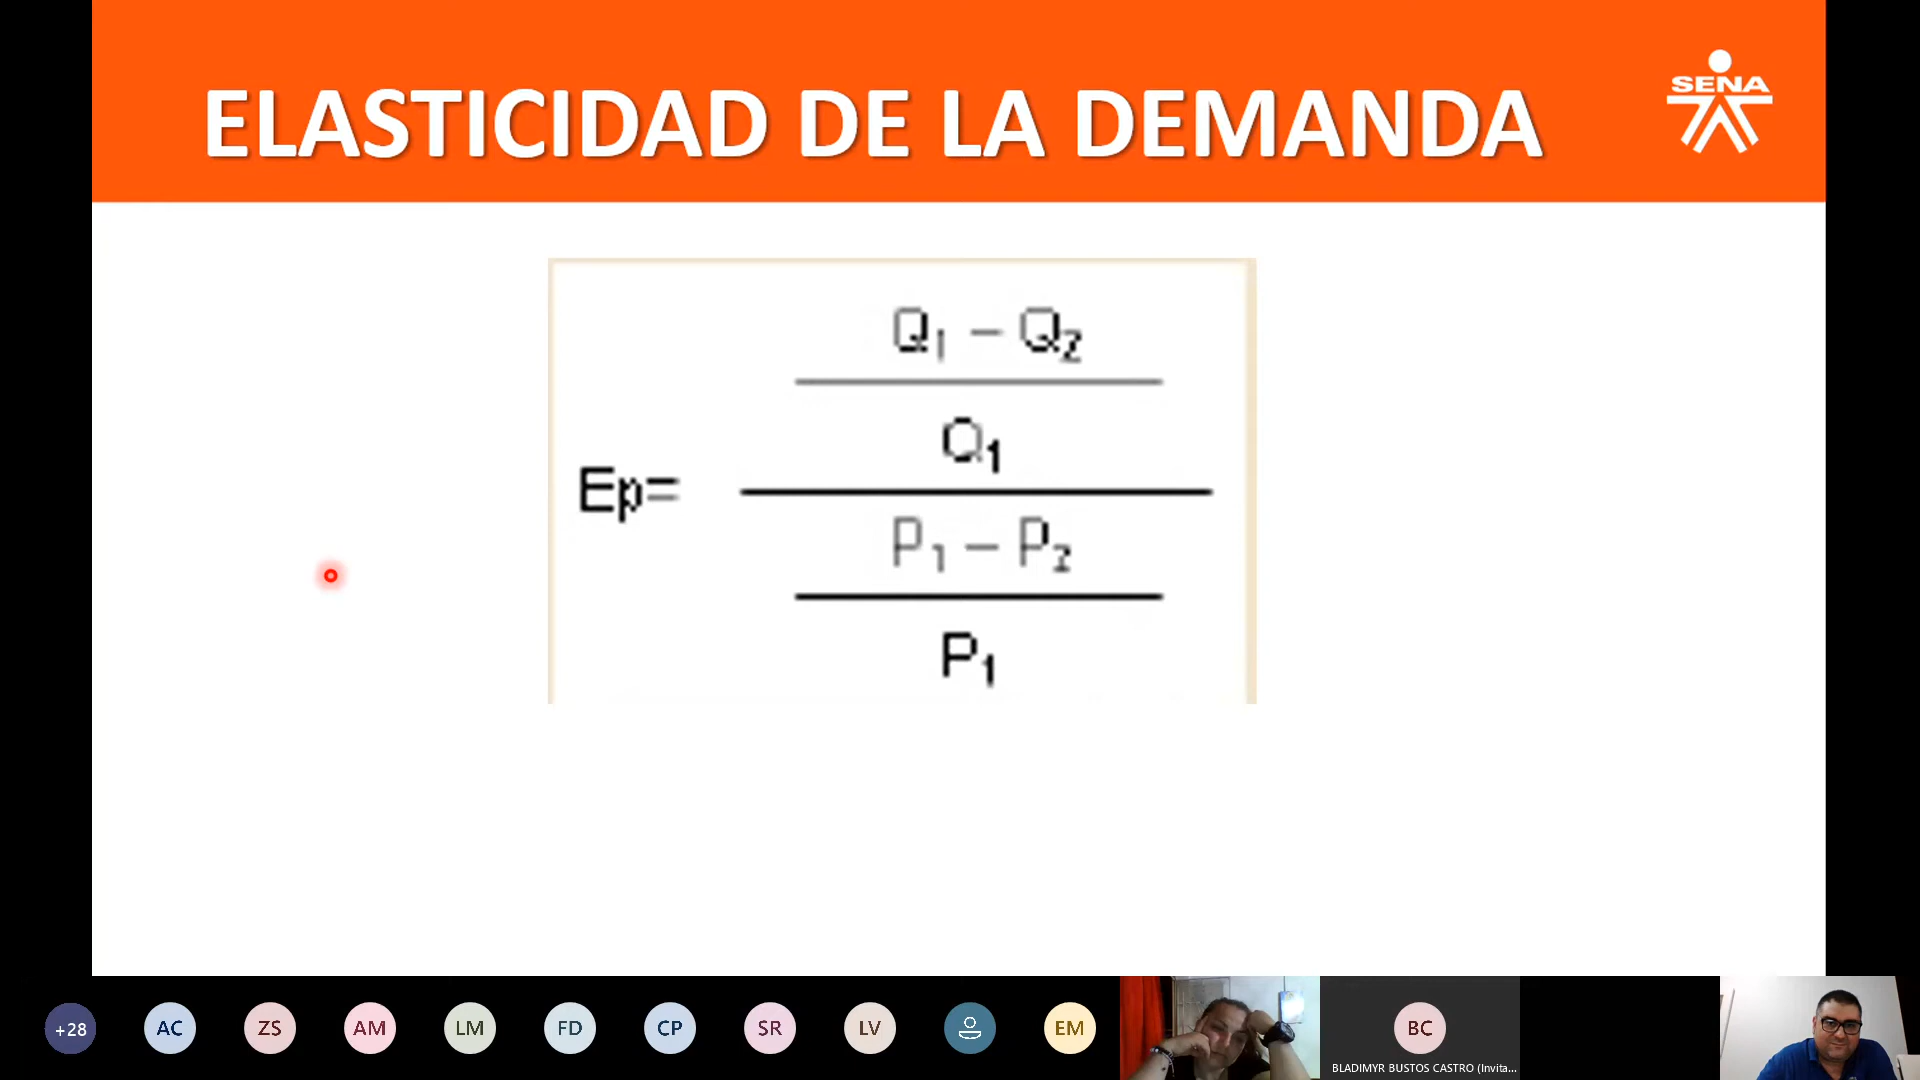 ELASTICIDAD DE LA DEMANDA
SENA
Q1 – Q2
Q1
Ep=
P1 – P2
P1
+28
AC
ZS
AM
LM
FD
CP
SR
LV
EM
BC
BLADIMYR BUSTOS CASTRO (Invita...